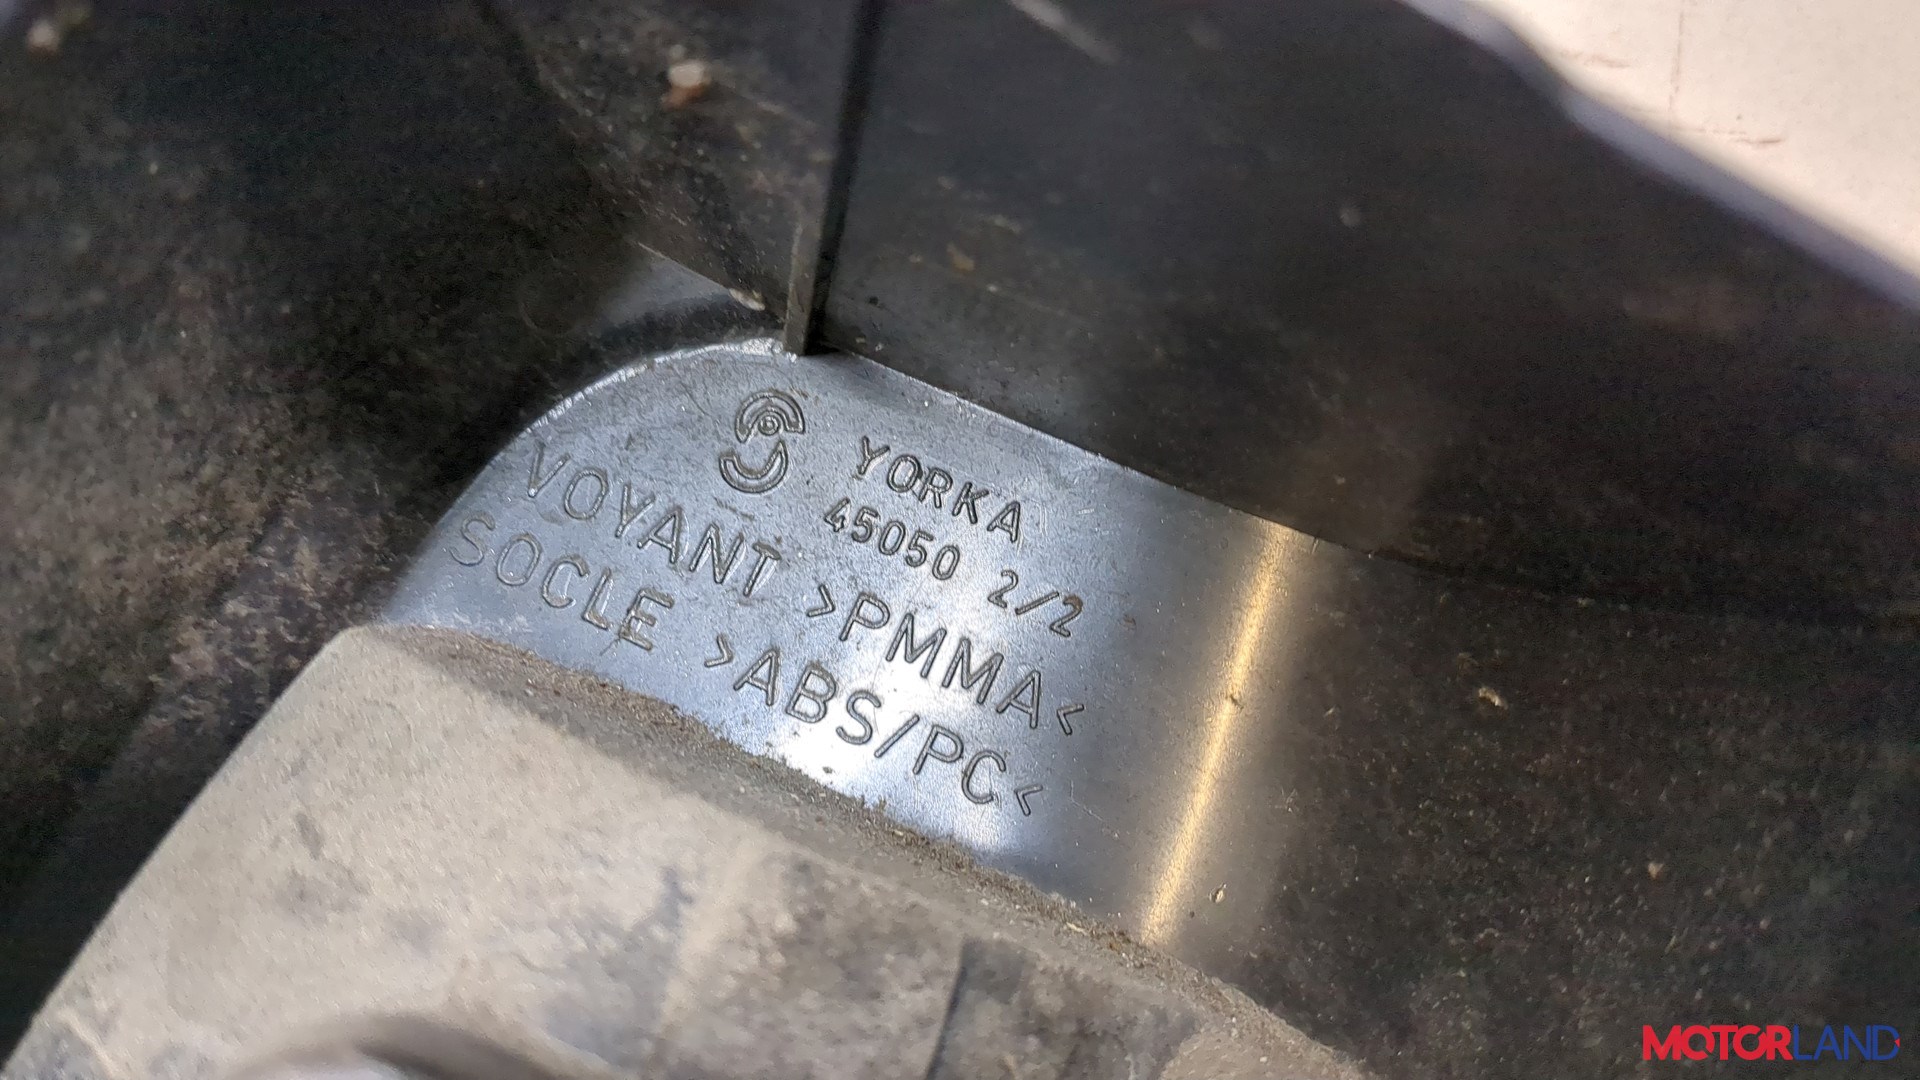 YORKA
45050 2/2
VOYANT >PMMA<
SOCLE >ABS/PC<
MOTORLAND